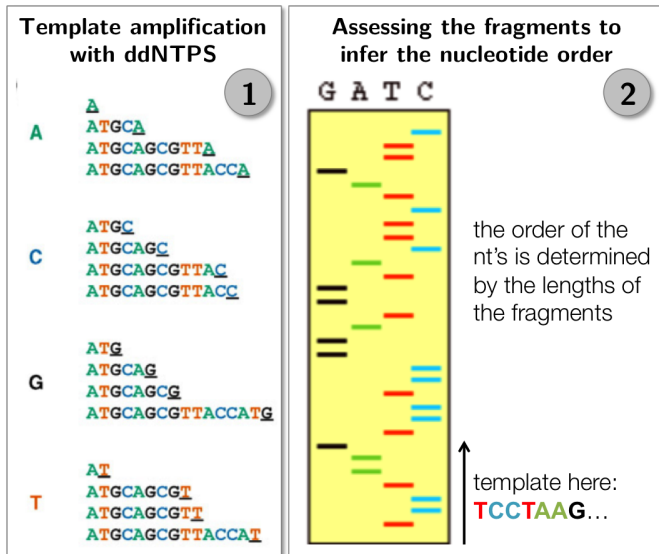 Template amplification
with ddNTPS
1
A
A
ATGCA
ATGCAGCGTTA
ATGCAGCGTTACCA
C
ATGC
ATGCAGC
ATGCAGCGTTAC
ATGCAGCGTTACC
G
ATG
ATGCAG
ATGCAGCG
ATGCAGCGTTACCATG
T
AT
ATGCAGCGT
ATGCAGCGTT
ATGCAGCGTTACCAT
Assessing the fragments to
infer the nucleotide order
2
G A T C
the order of the
nt's is determined
by the lengths of
the fragments
template here:
TCCTAAG...